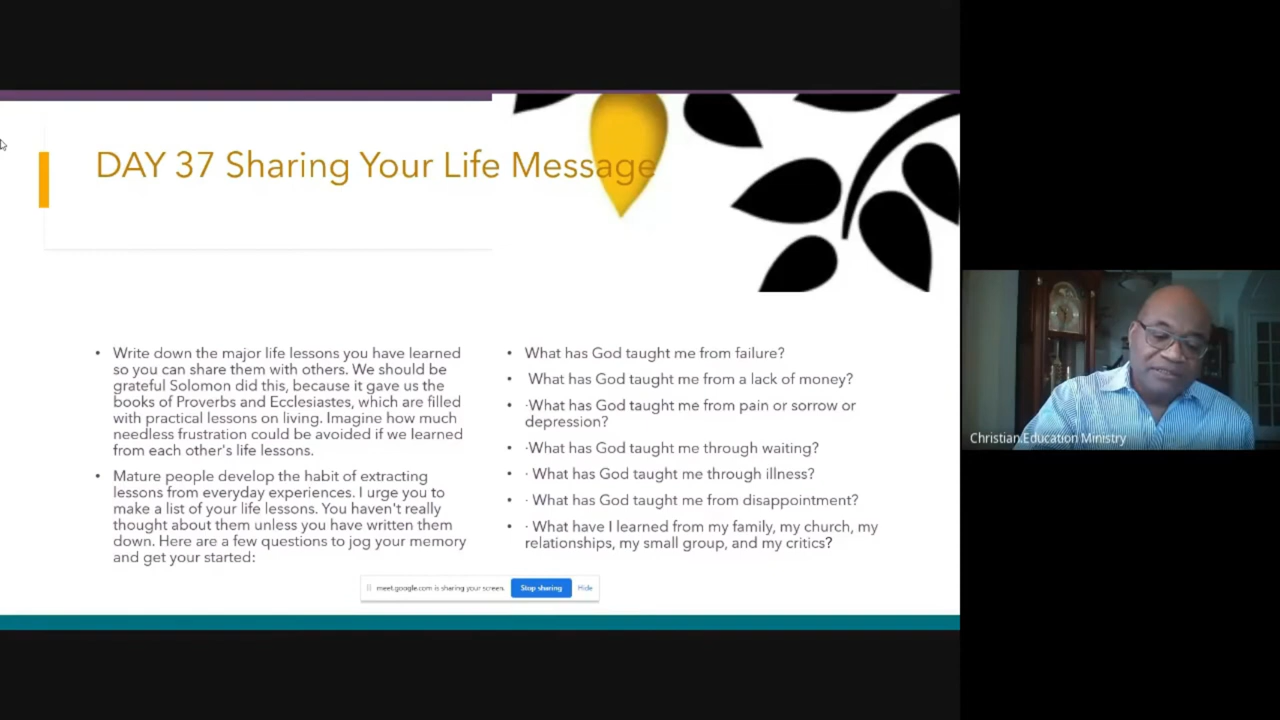 DAY 37 Sharing Your Life Message
• Write down the major life lessons you have learned
so you can share them with others. We should be
grateful Solomon did this, because it gave us the
books of Proverbs and Ecclesiastes, which are filled
with practical lessons on living. Imagine how much
needless frustration could be avoided if we learned
from each other's life lessons.
• Mature people develop the habit of extracting
lessons from everyday experiences. I urge you to
make a list of your life lessons. You haven't really
thought about them unless you have written them
down. Here are a few questions to jog your memory
and get your started:
• What has God taught me from failure?
• What has God taught me from a lack of money?
• ·What has God taught me from pain or sorrow or
depression?
• ·What has God taught me through waiting?
• · What has God taught me through illness?
• · What has God taught me from disappointment?
• · What have I learned from my family, my church, my
relationships, my small group, and my critics?
meet.google.com is sharing your screen. Stop sharing Hide
Christian Education Ministry